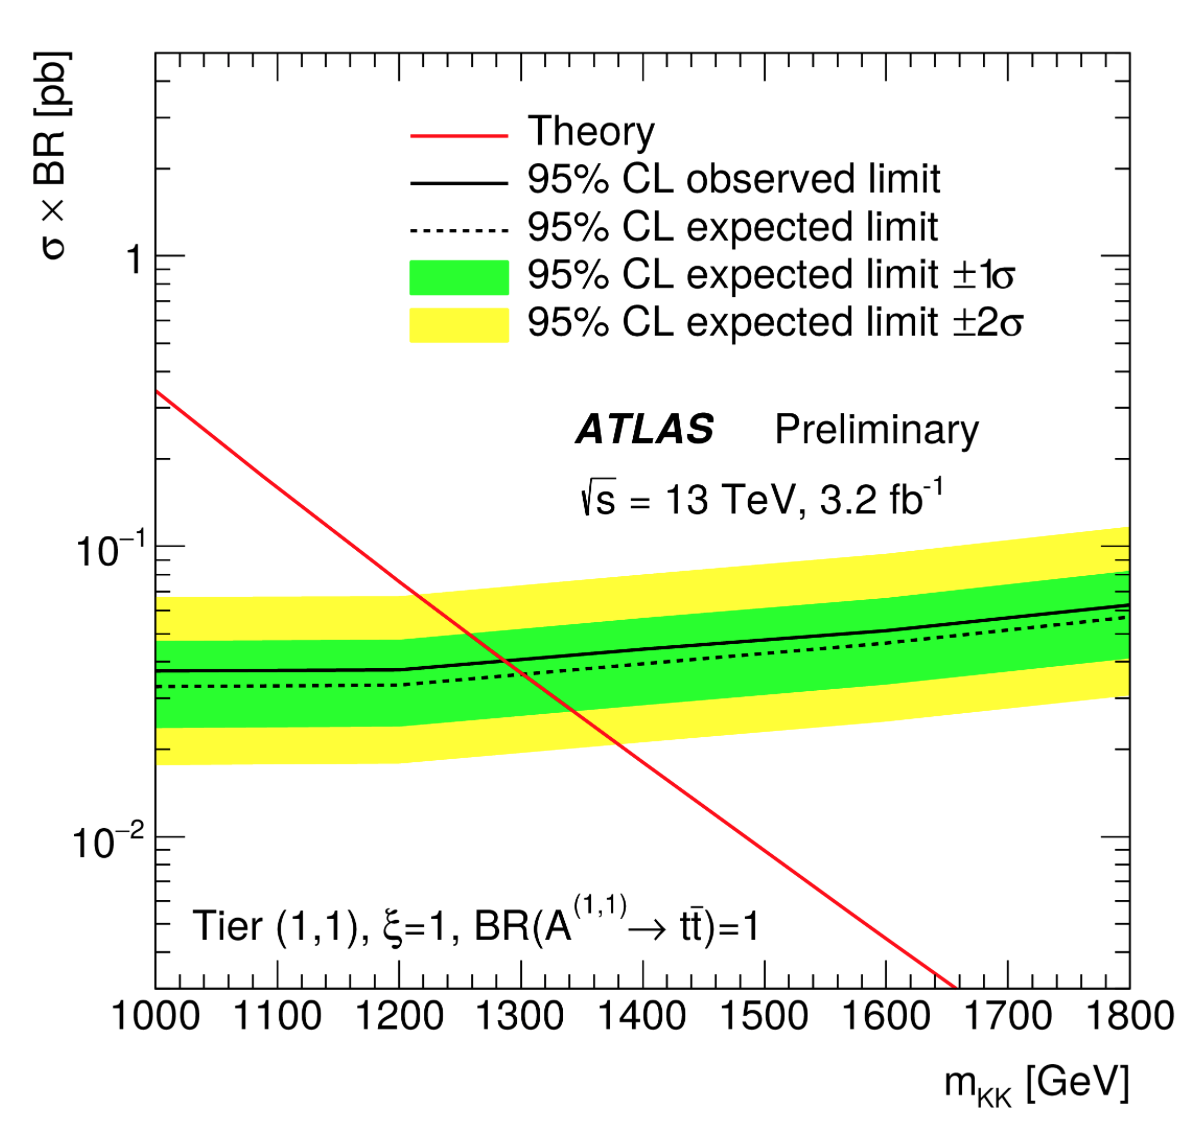 σ × BR [pb]
Theory
95% CL observed limit
95% CL expected limit
95% CL expected limit ±1σ
95% CL expected limit ±2σ
1
10⁻¹
10⁻²
ATLAS Preliminary
√s = 13 TeV, 3.2 fb⁻¹
Tier (1,1), ξ=1, BR(A⁽¹,¹⁾→ tt̄)=1
1000 1100 1200 1300 1400 1500 1600 1700 1800
m_KK [GeV]